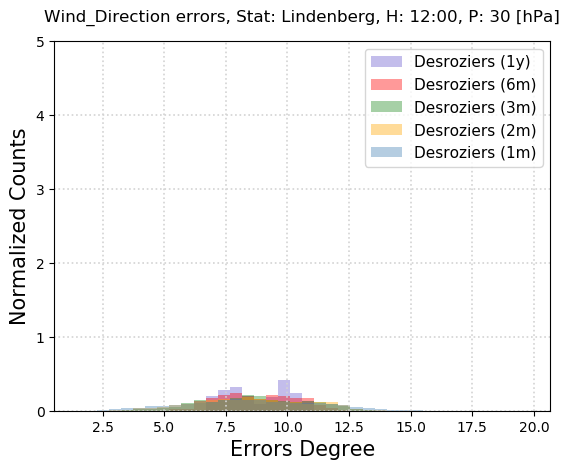 Wind_Direction errors, Stat: Lindenberg, H: 12:00, P: 30 [hPa]
Normalized Counts
5
4
3
2
1
0
Desroziers (1y)
Desroziers (6m)
Desroziers (3m)
Desroziers (2m)
Desroziers (1m)
2.5 5.0 7.5 10.0 12.5 15.0 17.5 20.0
Errors Degree